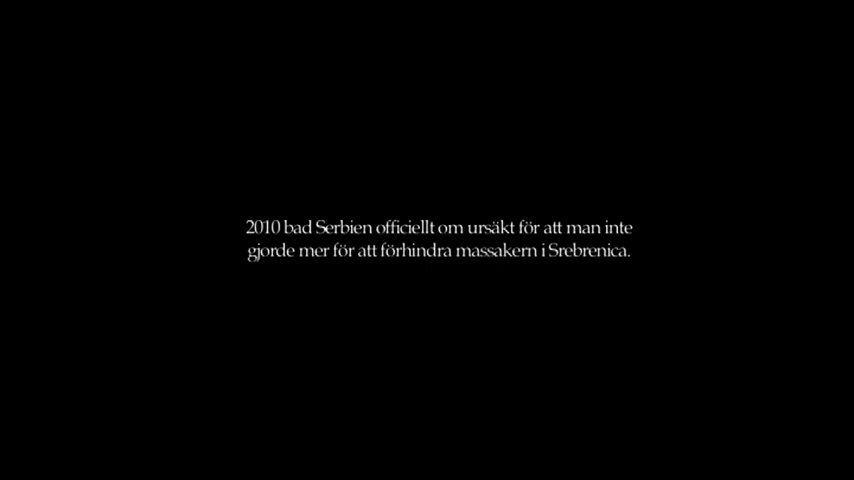 2010 bad Serbien officiellt om ursäkt för att man inte
gjorde mer för att förhindra massakern i Srebrenica.